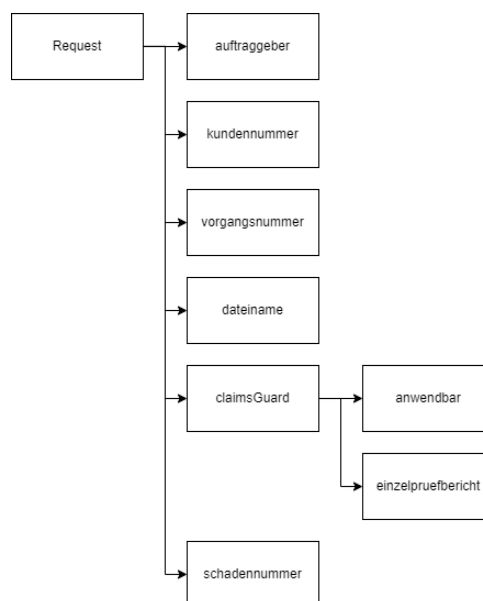 Request
auftraggeber
kundennummer
vorgangsnummer
dateiname
claimsGuard
anwendbar
einzelpruefbericht
schadennummer